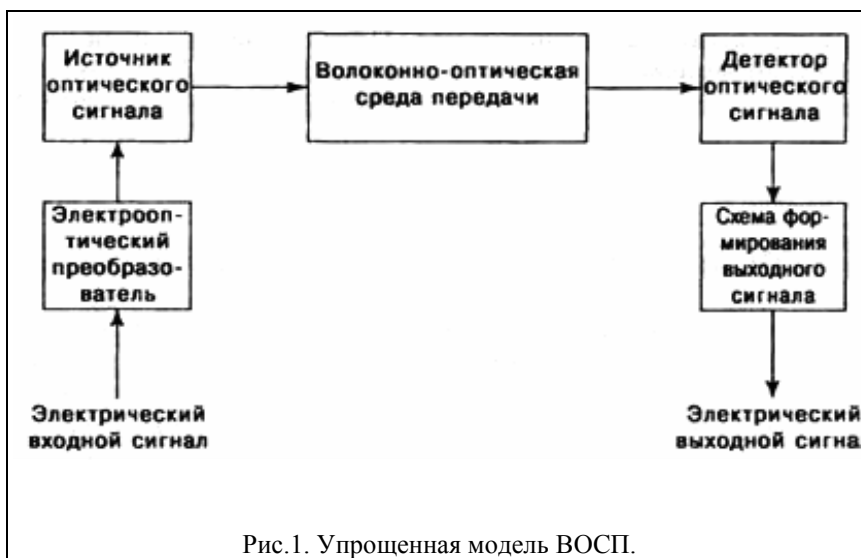 Источник
оптического
сигнала
Волоконно-оптическая
среда передачи
Детектор
оптического
сигнала
Электрооп-
тический
преобразо-
ватель
Схема фор-
мирования
выходного
сигнала
Электрический
входной сигнал
Электрический
выходной сигнал
Рис.1. Упрощенная модель ВОСП.